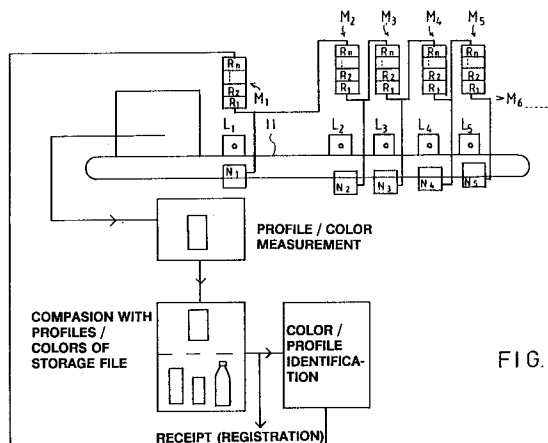 M₂ M₃ M₄ M₅
Rn Rn Rn Rn Rn
R₂ R₂ R₂ R₂ R₂
R₁ R₁ R₁ R₁ R₁
M₁ M₆
L₁ 11 L₂ L₃ L₄ L₅
N₁ N₂ N₃ N₄ N₅
PROFILE / COLOR
MEASUREMENT
COMPASION WITH
PROFILES /
COLORS OF
STORAGE FILE
COLOR /
PROFILE
IDENTIFICA-
TION
FIG.
RECEIPT (REGISTRATION)